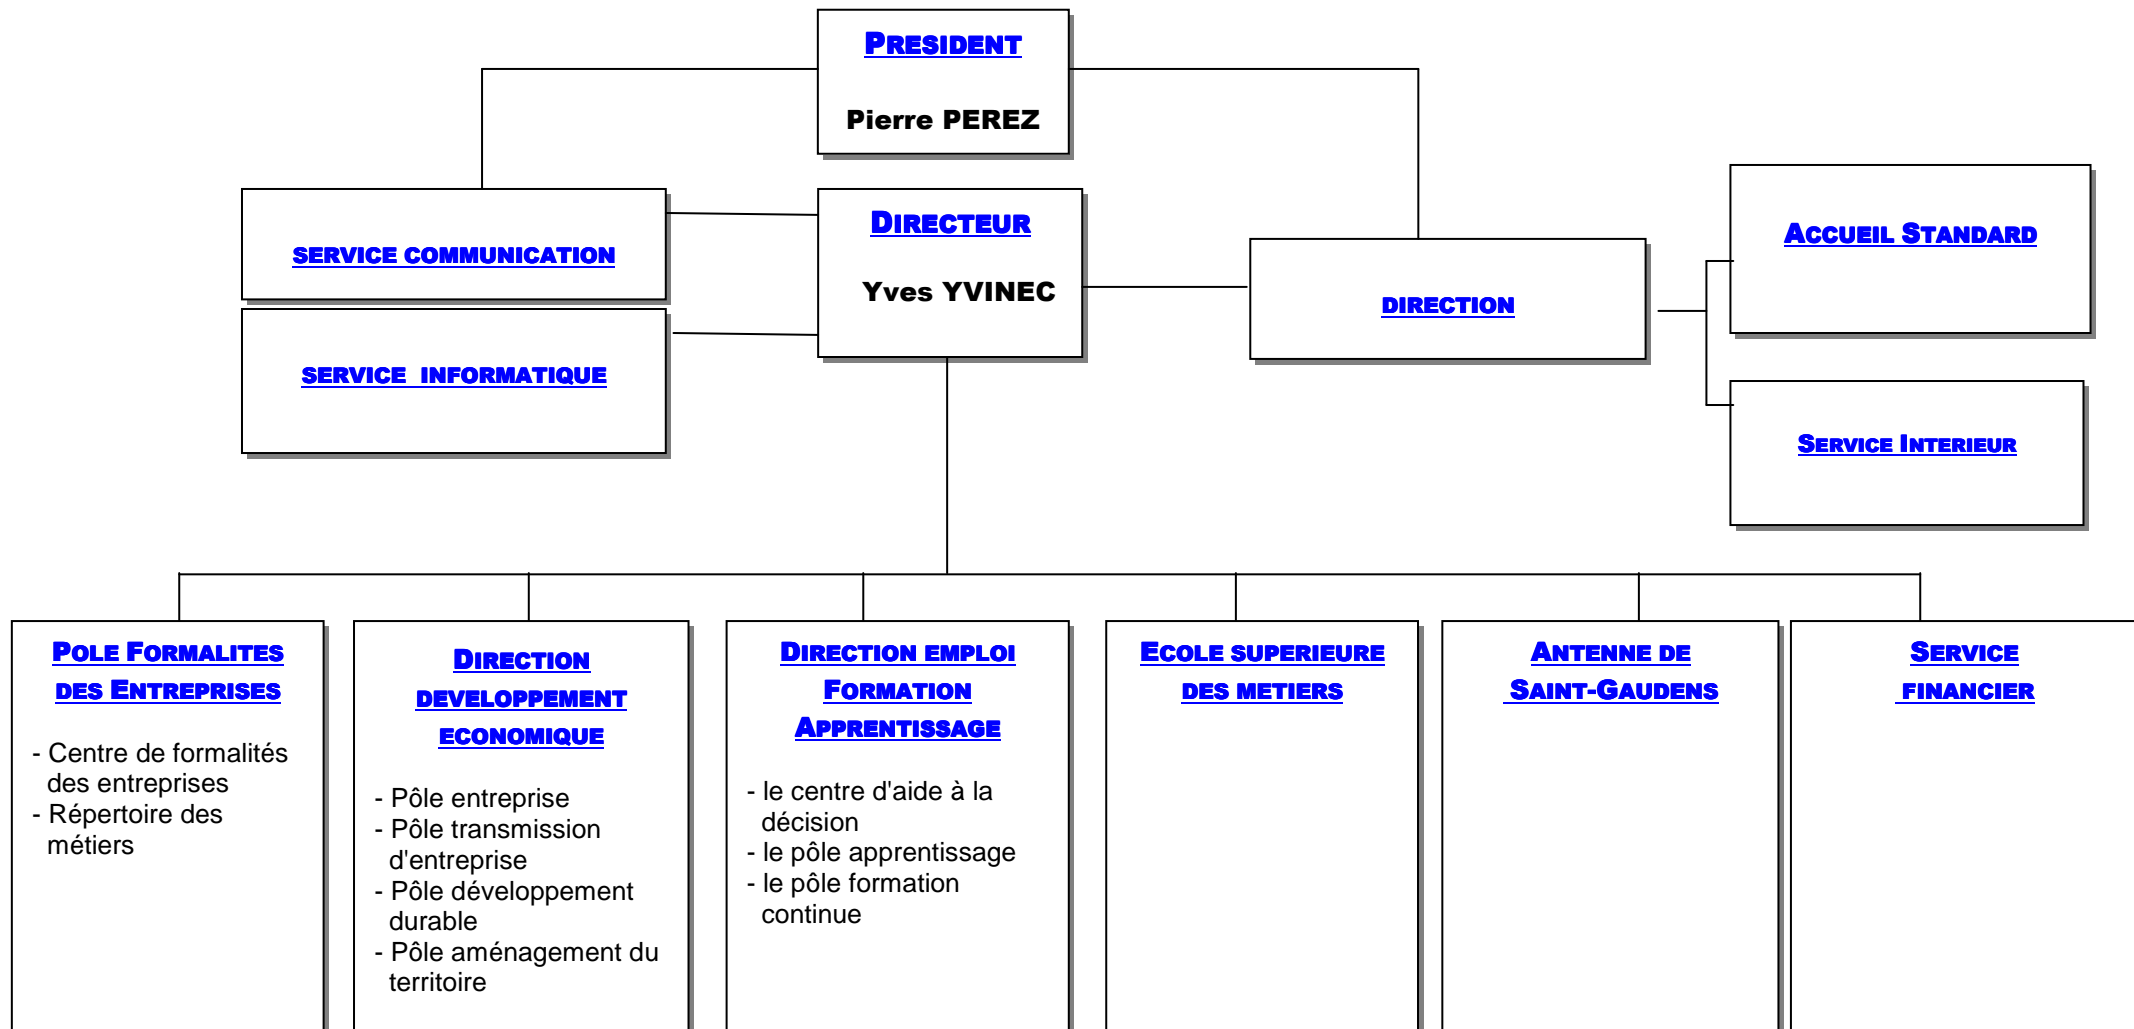 PRESIDENT
Pierre PEREZ
SERVICE COMMUNICATION
SERVICE INFORMATIQUE
DIRECTEUR
Yves YVINEC
DIRECTION
ACCUEIL STANDARD
SERVICE INTERIEUR
POLE FORMALITES
DES ENTREPRISES
- Centre de formalités
des entreprises
- Répertoire des
métiers
DIRECTION
DEVELOPPEMENT
ECONOMIQUE
- Pôle entreprise
- Pôle transmission
d'entreprise
- Pôle développement
durable
- Pôle aménagement du
territoire
DIRECTION EMPLOI
FORMATION
APPRENTISSAGE
- le centre d'aide à la
décision
- le pôle apprentissage
- le pôle formation
continue
ECOLE SUPERIEURE
DES METIERS
ANTENNE DE
SAINT-GAUDENS
SERVICE
FINANCIER